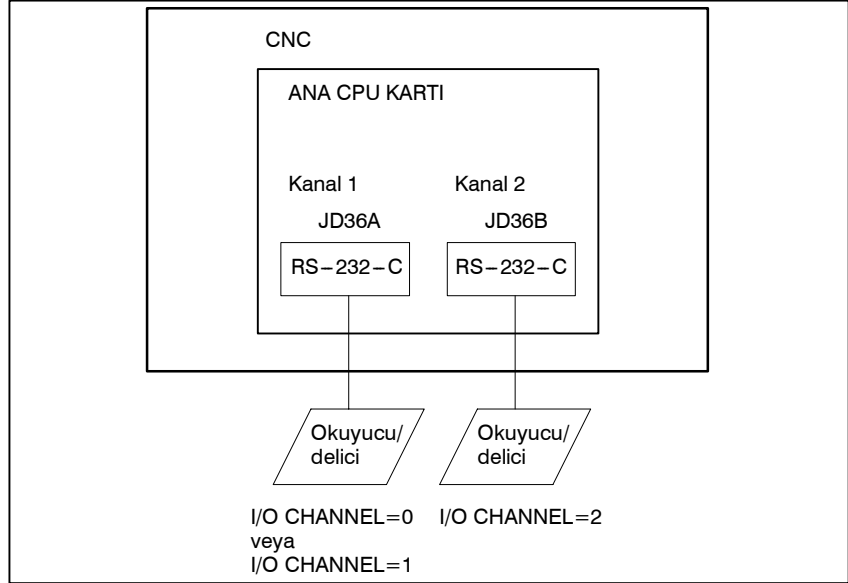 CNC
ANA CPU KARTI
Kanal 1
Kanal 2
JD36A
JD36B
RS-232-C
RS-232-C
Okuyucu/
delici
Okuyucu/
delici
I/O CHANNEL=0
veya
I/O CHANNEL=1
I/O CHANNEL=2